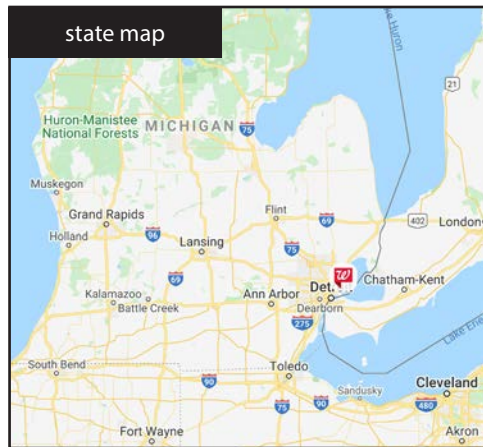 state map
Lake Huron
21
Huron-Manistee
National Forests
MICHIGAN
75
Muskegon
Grand Rapids
Flint
69
402
London
Holland
96
Lansing
75
69
Chatham-Kent
Kalamazoo
Battle Creek
Ann Arbor
Dearborn
275
South Bend
Toledo
Lake Erie
90
Sandusky
Cleveland
75
90
480
Fort Wayne
Akron